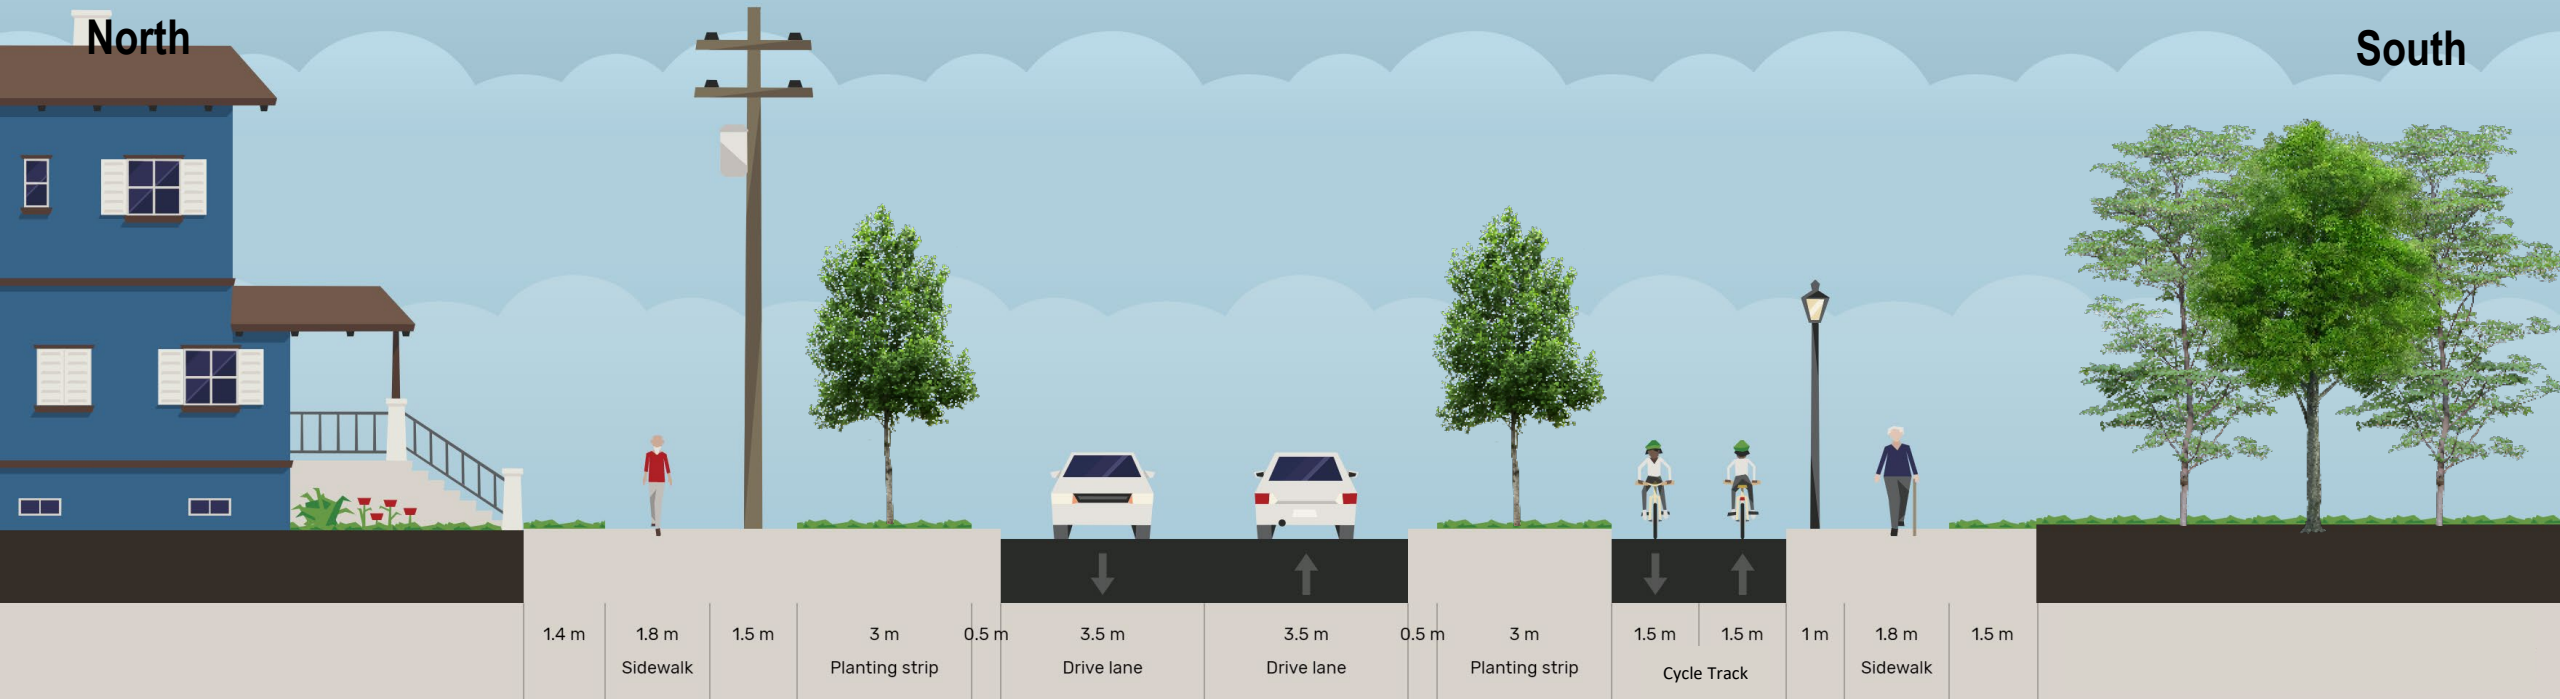 North
South
1.4 m
1.8 m
1.5 m
3 m
0.5 m
3.5 m
3.5 m
0.5 m
3 m
1.5 m
1.5 m
1 m
1.8 m
1.5 m
Sidewalk
Planting strip
Drive lane
Drive lane
Planting strip
Cycle Track
Sidewalk